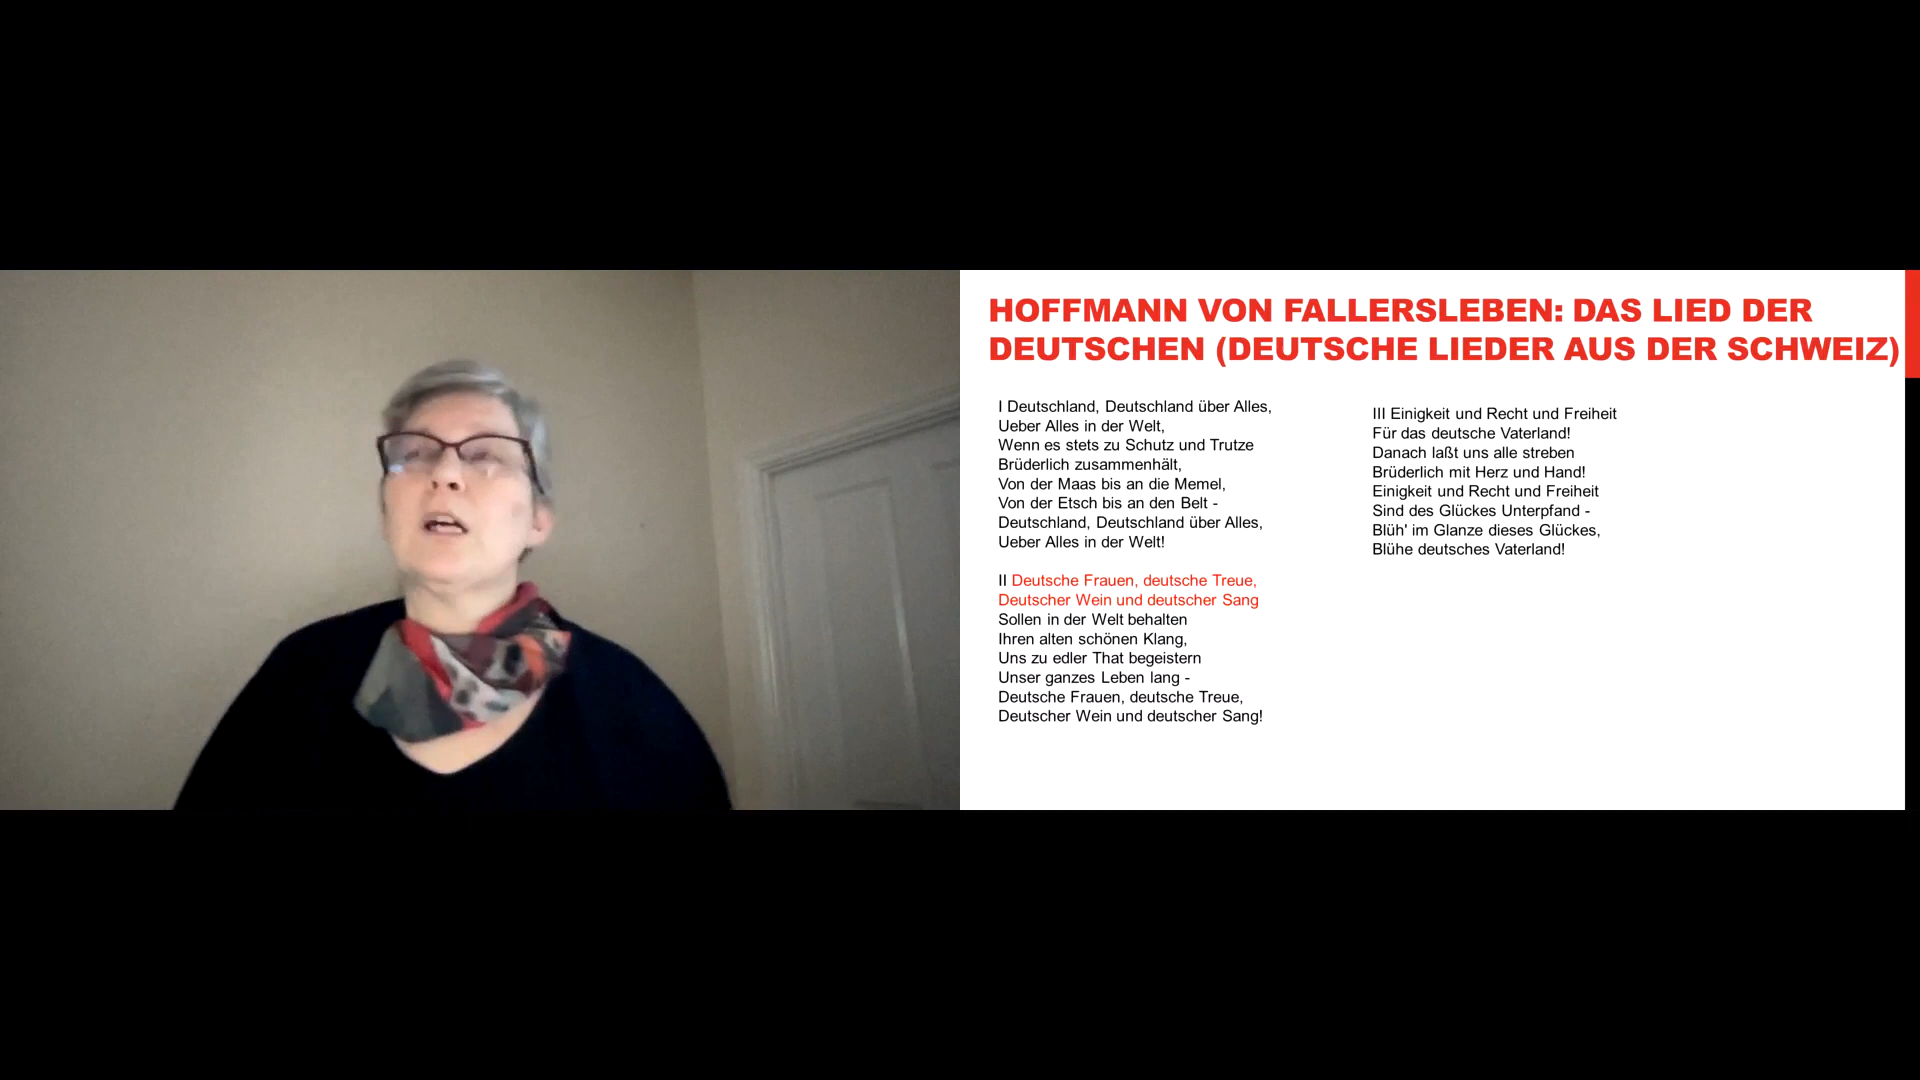 HOFFMANN VON FALLERSLEBEN: DAS LIED DER
DEUTSCHEN (DEUTSCHE LIEDER AUS DER SCHWEIZ)
I Deutschland, Deutschland über Alles,
Ueber Alles in der Welt,
Wenn es stets zu Schutz und Trutze
Brüderlich zusammenhält,
Von der Maas bis an die Memel,
Von der Etsch bis an den Belt -
Deutschland, Deutschland über Alles,
Ueber Alles in der Welt!
II Deutsche Frauen, deutsche Treue,
Deutscher Wein und deutscher Sang
Sollen in der Welt behalten
Ihren alten schönen Klang,
Uns zu edler That begeistern
Unser ganzes Leben lang -
Deutsche Frauen, deutsche Treue,
Deutscher Wein und deutscher Sang!
III Einigkeit und Recht und Freiheit
Für das deutsche Vaterland!
Danach laßt uns alle streben
Brüderlich mit Herz und Hand!
Einigkeit und Recht und Freiheit
Sind des Glückes Unterpfand -
Blüh' im Glanze dieses Glückes,
Blühe deutsches Vaterland!